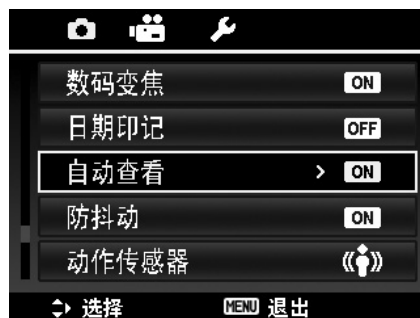 数码变焦 ON
日期印记 OFF
自动查看 > ON
防抖动 ON
动作传感器
选择 MENU 退出